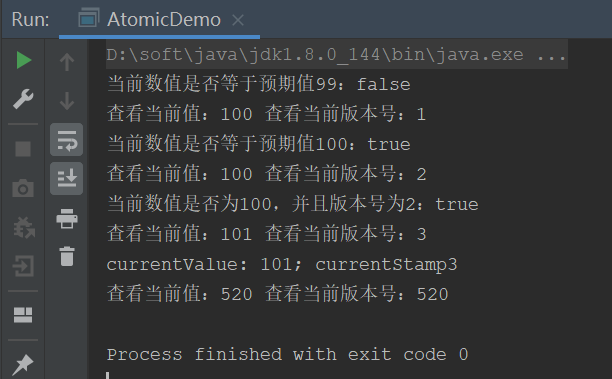 Run: AtomicDemo ×
D:\soft\java\jdk1.8.0_144\bin\java.exe ...
当前数值是否等于预期值99：false
查看当前值：100 查看当前版本号：1
当前数值是否等于预期值100：true
查看当前值：100 查看当前版本号：2
当前数值是否为100，并且版本号为2：true
查看当前值：101 查看当前版本号：3
currentValue: 101; currentStamp3
查看当前值：520 查看当前版本号：520
Process finished with exit code 0